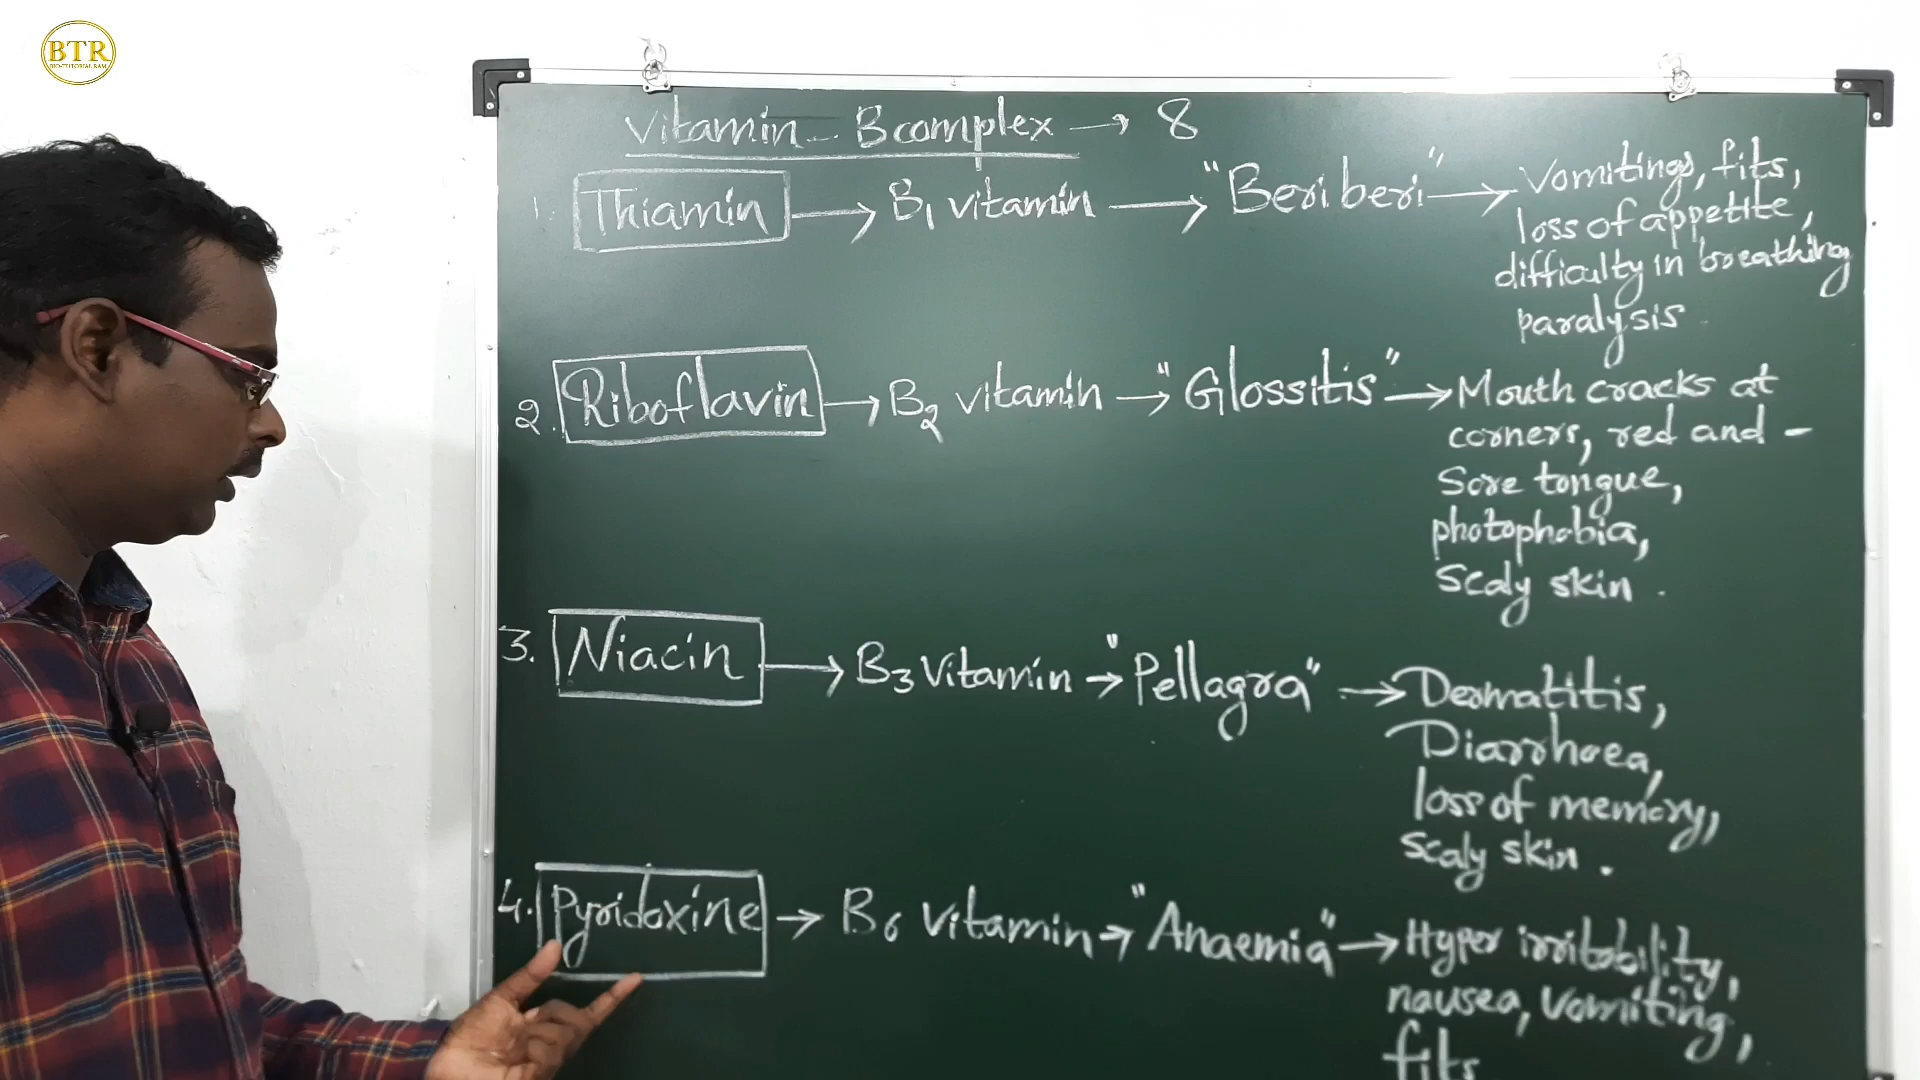 BTR
BIO-TUTORIAL RAM
Vitamin - B complex → 8
1. Thiamin → B1 vitamin → "Beri beri" → Vomitings, fits,
loss of appetite,
difficulty in breathing
paralysis.
2. Riboflavin → B2 vitamin → "Glossitis" → Mouth cracks at
corners, red and -
Sore tongue,
photophobia,
Scaly skin.
3. Niacin → B3 vitamin → "Pellagra" → Dermatitis,
Diarrhoea,
loss of memory,
Scaly skin.
4. Pyridoxine → B6 Vitamin → "Anaemia" → Hyper irritability,
nausea, vomiting,
fits